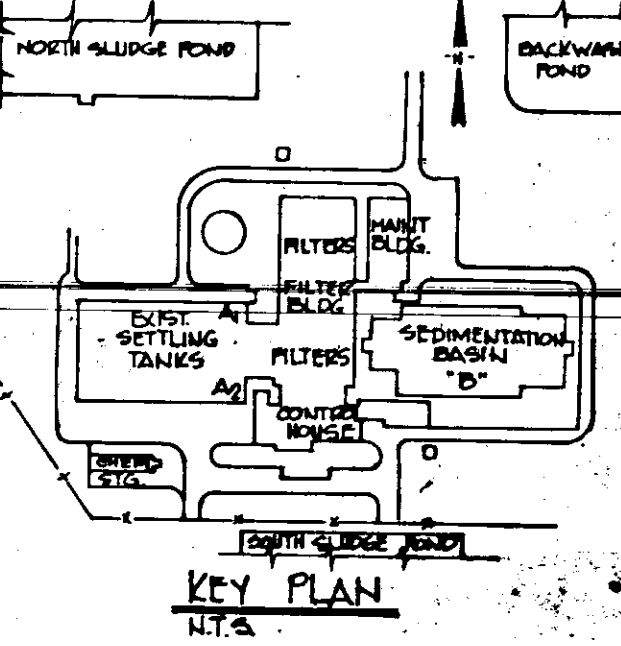 NORTH SLUDGE POND
-N-
BACKWASH
POND
FILTERS
MAINT
BLDG.
FILTER
BLDG
EXIST.
SETTLING
TANKS
A1
FILTERS
SEDIMENTATION
BASIN
"B"
A2
CONTROL
HOUSE
CHEM
STG.
SOUTH SLUDGE POND
KEY PLAN
N.T.S.